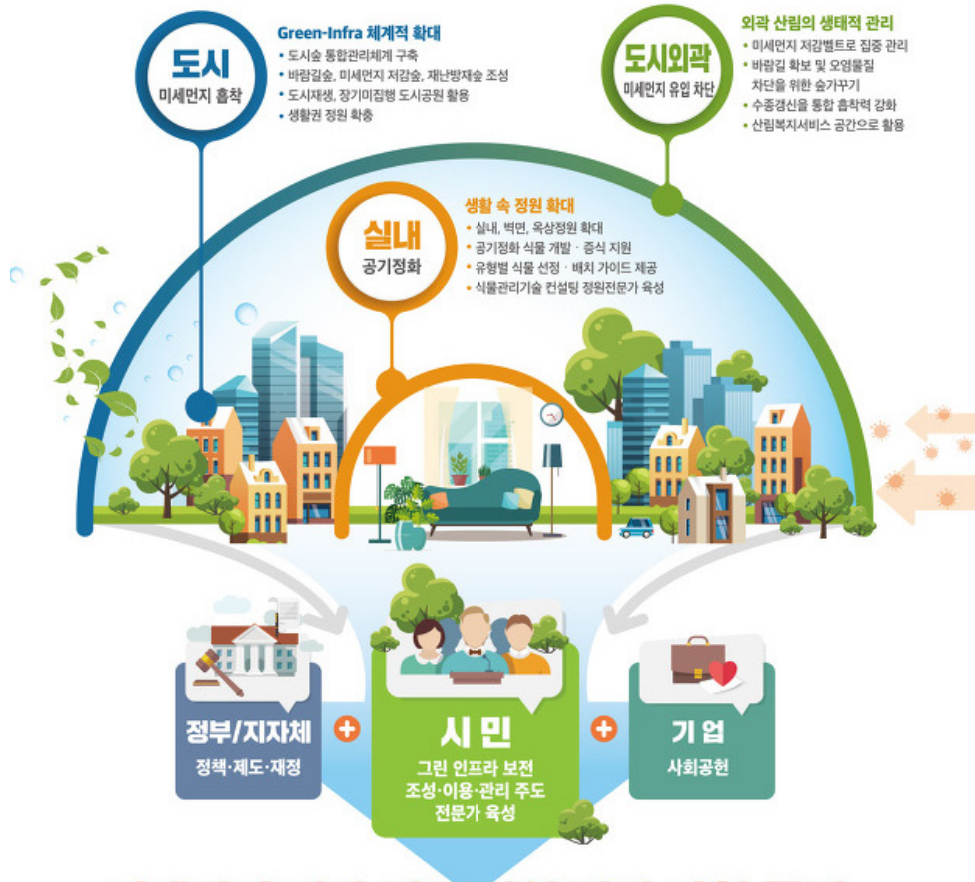 도시
미세먼지 흡착
Green-Infra 체계적 확대
• 도시숲 통합관리체계 구축
• 바람길숲, 미세먼지 저감숲, 재난방재숲 조성
• 도시재생, 장기미집행 도시공원 활용
• 생활권 정원 확충
도시외곽
미세먼지 유입 차단
외곽 산림의 생태적 관리
• 미세먼지 저감벨트로 집중 관리
• 바람길 확보 및 오염물질
차단을 위한 숲가꾸기
• 수종갱신을 통합 흡착력 강화
• 산림복지서비스 공간으로 활용
실내
공기정화
생활 속 정원 확대
• 실내, 벽면, 옥상정원 확대
• 공기정화 식물 개발 · 증식 지원
• 유형별 식물 선정 · 배치 가이드 제공
• 식물관리기술 컨설팅 정원전문가 육성
정부/지자체
정책·제도·재정
+
시민
그린 인프라 보전
조성·이용·관리 주도
전문가 육성
+
기업
사회공헌